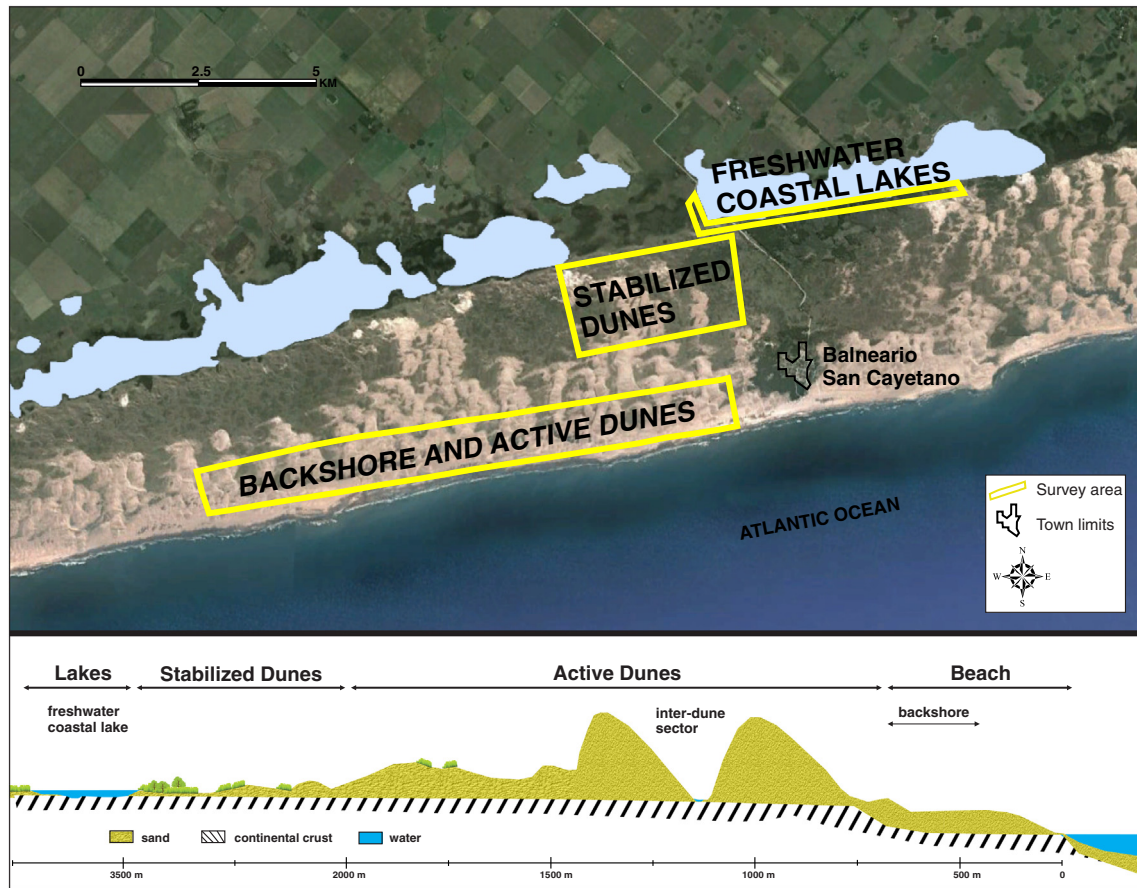 0 2.5 5
KM
FRESHWATER
COASTAL LAKES
STABILIZED
DUNES
Balneario
San Cayetano
BACKSHORE AND ACTIVE DUNES
ATLANTIC OCEAN
Survey area
Town limits
N
W E
S
Lakes Stabilized Dunes Active Dunes Beach
freshwater
coastal lake
inter-dune
sector
backshore
sand continental crust water
3500 m 2000 m 1500 m 1000 m 500 m 0